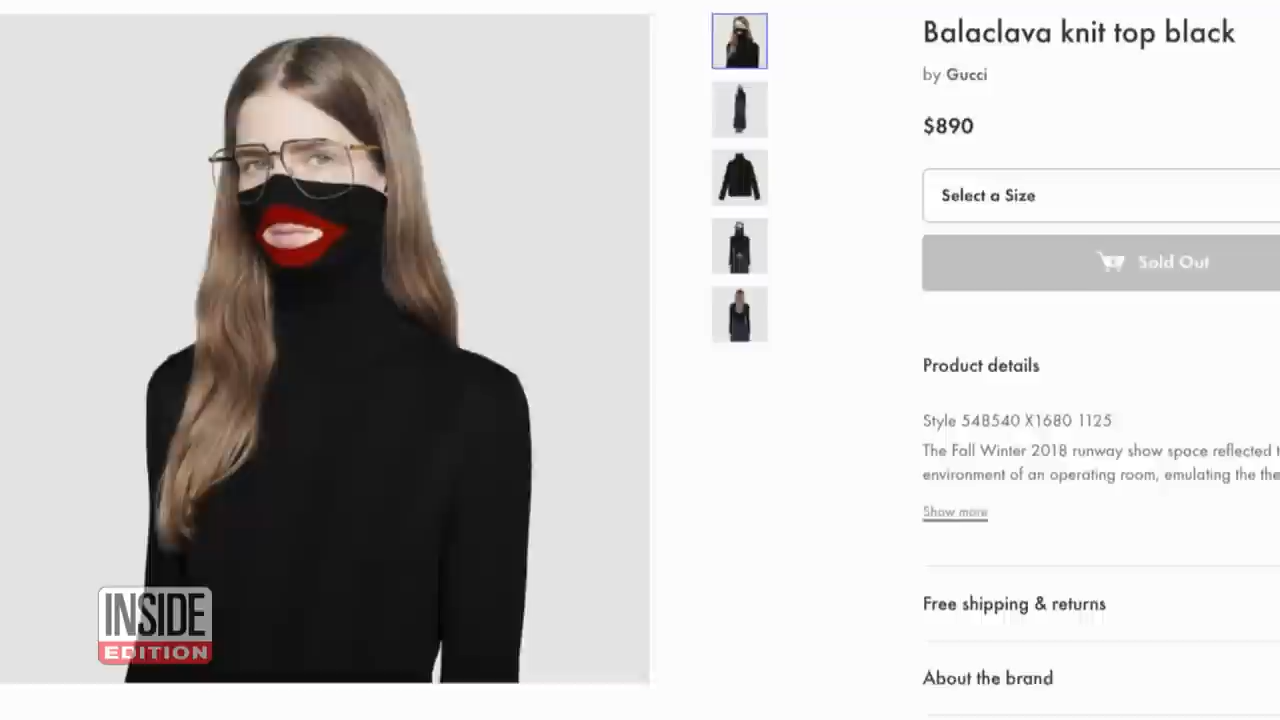 Balaclava knit top black
by Gucci
$890
Select a Size
Sold Out
Product details
Style 548540 X1680 1125
The Fall Winter 2018 runway show space reflected
environment of an operating room, emulating the
Show more
Free shipping & returns
About the brand
INSIDE
EDITION